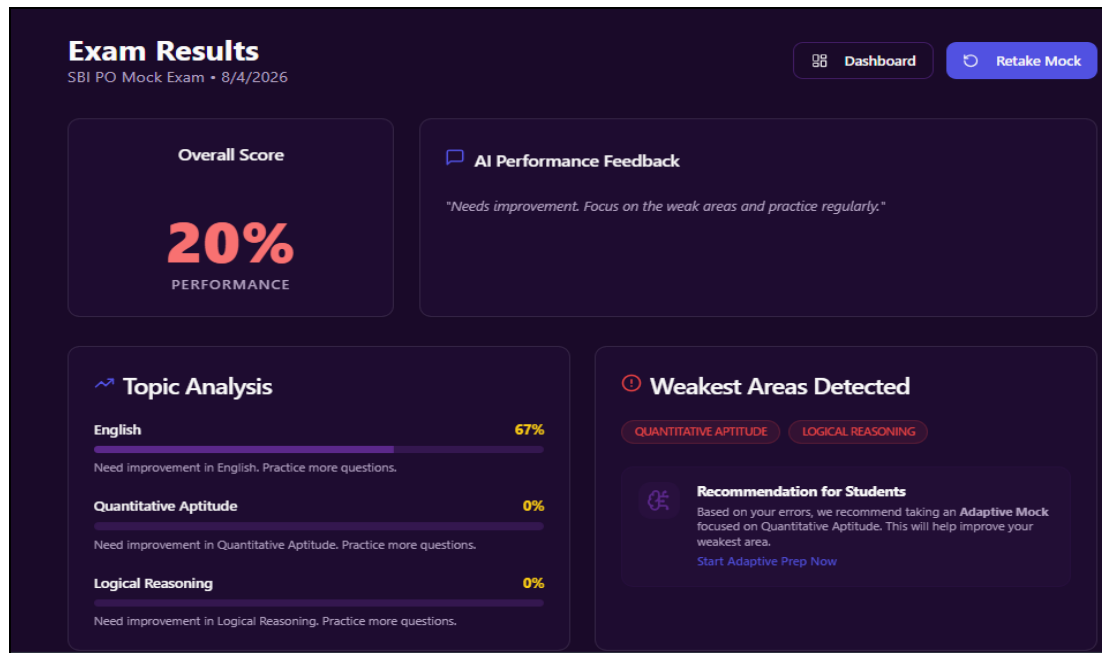 Exam Results
SBI PO Mock Exam • 8/4/2026
Dashboard
Retake Mock
Overall Score
20%
PERFORMANCE
AI Performance Feedback
"Needs improvement. Focus on the weak areas and practice regularly."
Topic Analysis
English
67%
Need improvement in English. Practice more questions.
Quantitative Aptitude
0%
Need improvement in Quantitative Aptitude. Practice more questions.
Logical Reasoning
0%
Need improvement in Logical Reasoning. Practice more questions.
Weakest Areas Detected
QUANTITATIVE APTITUDE
LOGICAL REASONING
Recommendation for Students
Based on your errors, we recommend taking an Adaptive Mock
focused on Quantitative Aptitude. This will help improve your
weakest area.
Start Adaptive Prep Now